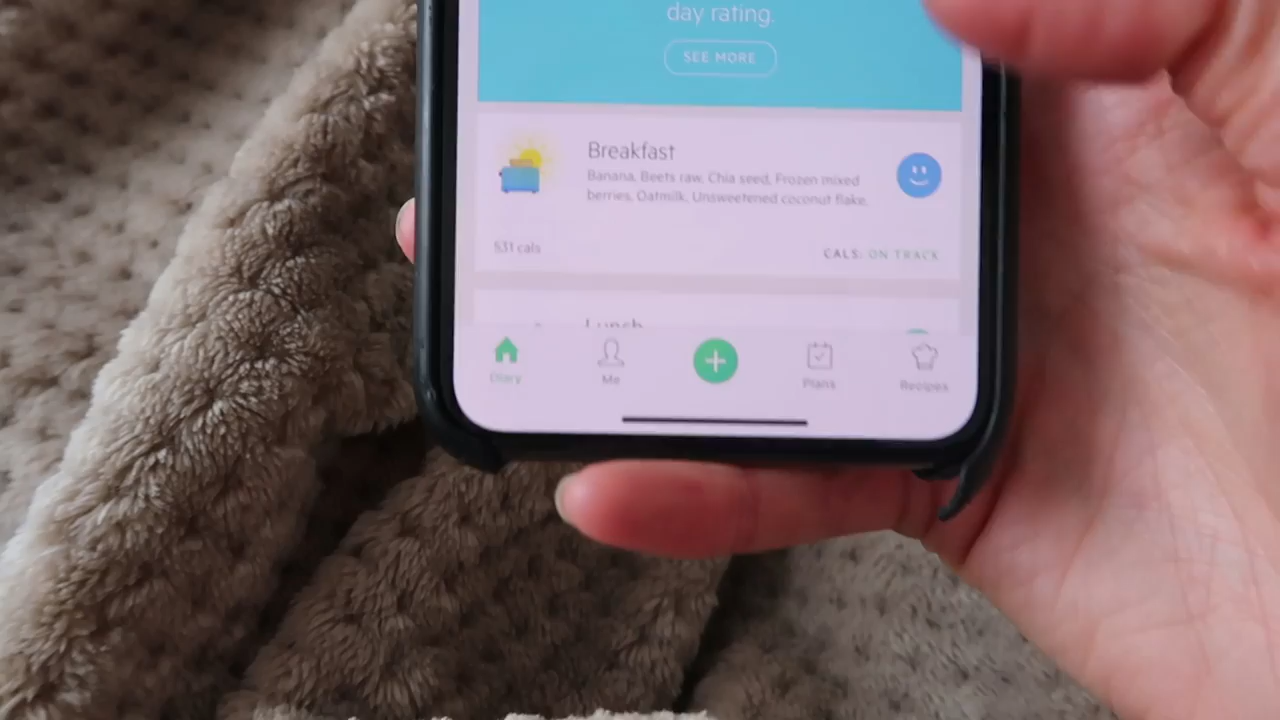 day rating.
SEE MORE
Breakfast
Banana, Beets raw, Chia seed, Frozen mixed
berries, Oatmilk, Unsweetened coconut flake,
531 cals
CALS: ON TRACK
Lunch
Diary
Me
Plans
Recipes